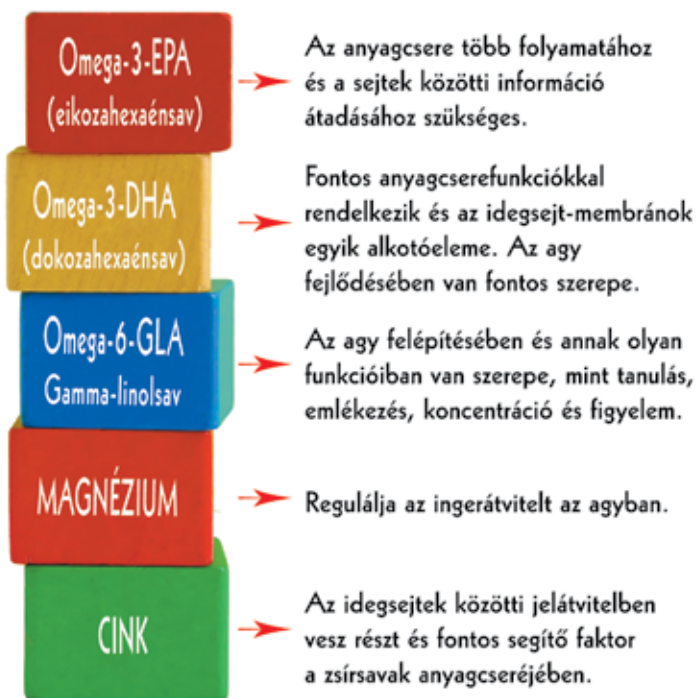 Omega-3-EPA
(eikozahexaénsav)
Az anyagcsere több folyamatához
és a sejtek közötti információ
átadásához szükséges.
Omega-3-DHA
(dokozahexaénsav)
Fontos anyagcserefunkciókkal
rendelkezik és az idegsejt-membránok
egyik alkotóeleme. Az agy
fejlődésében van fontos szerepe.
Omega-6-GLA
Gamma-linolsav
Az agy felépítésében és annak olyan
funkcióiban van szerepe, mint tanulás,
emlékezés, koncentráció és figyelem.
MAGNÉZIUM
Regulálja az ingerátvitelt az agyban.
CINK
Az idegsejtek közötti jelátvitelben
vesz részt és fontos segítő faktor
a zsírsavak anyagcseréjében.